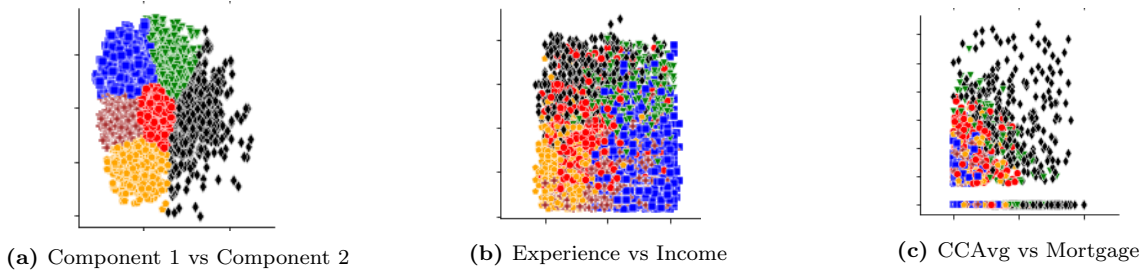 (a) Component 1 vs Component 2
(b) Experience vs Income
(c) CCAvg vs Mortgage